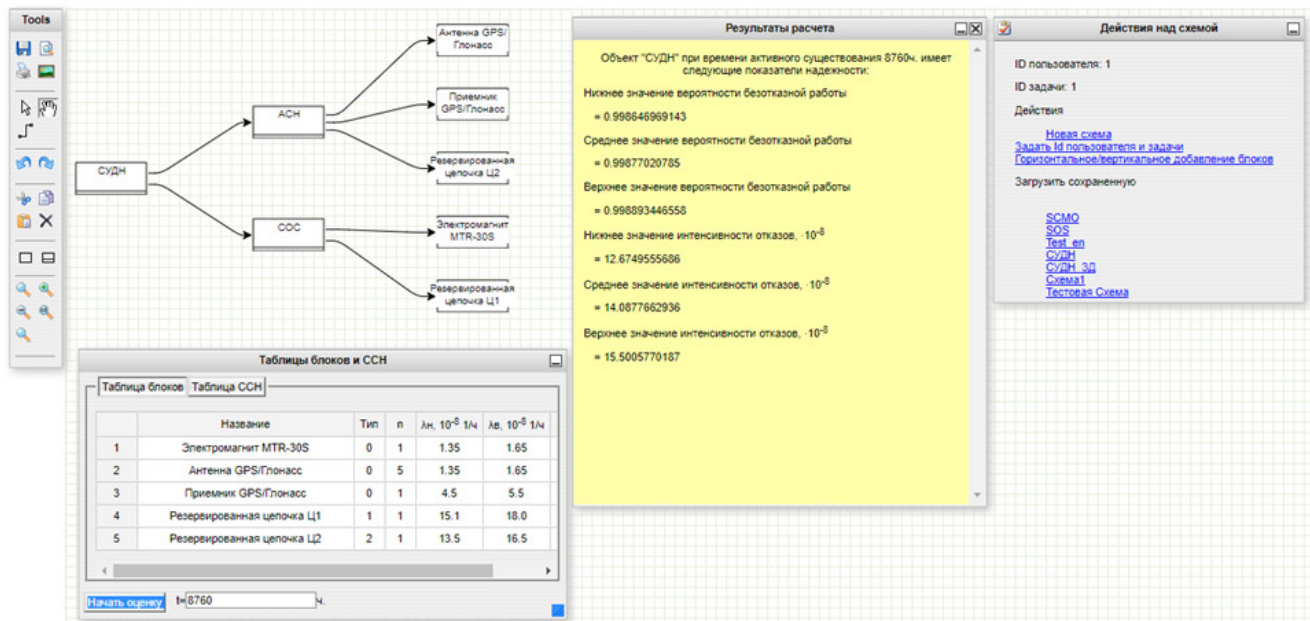 Tools
СУДН
АСН
СОС
Антенна GPS/
Глонасс
Приемник
GPS/Глонасс
Резервированная
цепочка Ц2
Электромагнит
MTR-30S
Резервированная
цепочка Ц1
Результаты расчета
Объект "СУДН" при времени активного существования 8760ч. имеет
следующие показатели надежности:
Нижнее значение вероятности безотказной работы
= 0.998646969143
Среднее значение вероятности безотказной работы
= 0.99877020785
Верхнее значение вероятности безотказной работы
= 0.998893446558
Нижнее значение интенсивности отказов, ·10⁻⁸
= 12.6749555686
Среднее значение интенсивности отказов, ·10⁻⁸
= 14.0877662936
Верхнее значение интенсивности отказов, ·10⁻⁸
= 15.5005770187
Действия над схемой
ID пользователя: 1
ID задачи: 1
Действия
Новая схема
Задать Id пользователя и задачи
Горизонтальное/вертикальное добавление блоков
Загрузить сохраненную
SCMO
SOS
Test_en
СУДН
СУДН_3Д
Схема1
Тестовая Схема
Таблицы блоков и ССН
Таблица блоков Таблица ССН
Название Тип n λн, 10⁻⁸ 1/ч λв, 10⁻⁸ 1/ч
1 Электромагнит MTR-30S 0 1 1.35 1.65
2 Антенна GPS/Глонасс 0 5 1.35 1.65
3 Приемник GPS/Глонасс 0 1 4.5 5.5
4 Резервированная цепочка Ц1 1 1 15.1 18.0
5 Резервированная цепочка Ц2 2 1 13.5 16.5
Начать оценку t=8760 ч.